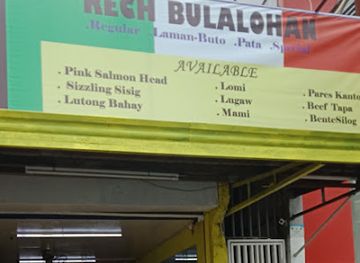 RECH BULALOHAN
.Regular .Laman-Buto .Pata .Special
AVAILABLE
. Pink Salmon Head
. Sizzling Sisig
. Lutong Bahay
. Lomi
. Lugaw
. Mami
. Pares Kanto
. Beef Tapa
. BenteSilog